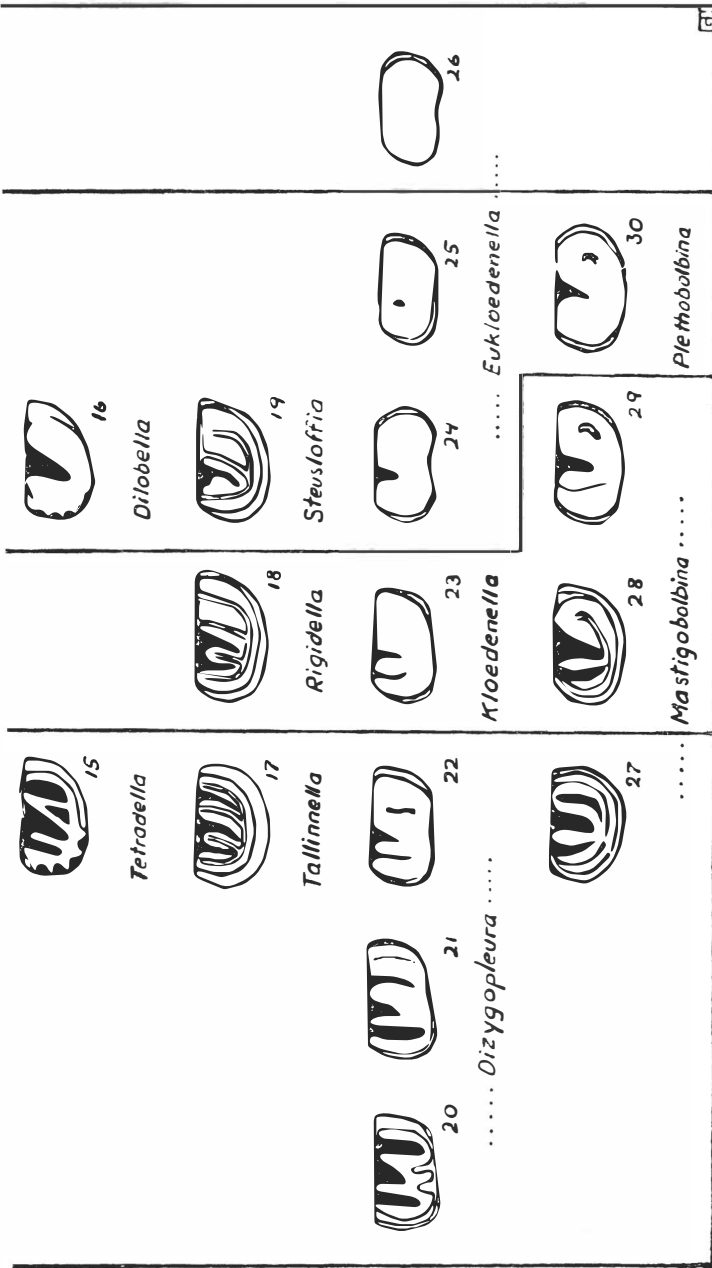 15
16
Tetradella
Dilobella
17
18
19
Tallinnella
Rigidella
Steusloffia
20
21
22
23
24
25
26
..... Dizygopleura .....
Kloedenella
..... Eukloedenella .....
27
28
29
30
..... Mastigobolbina .....
Plethobolbina